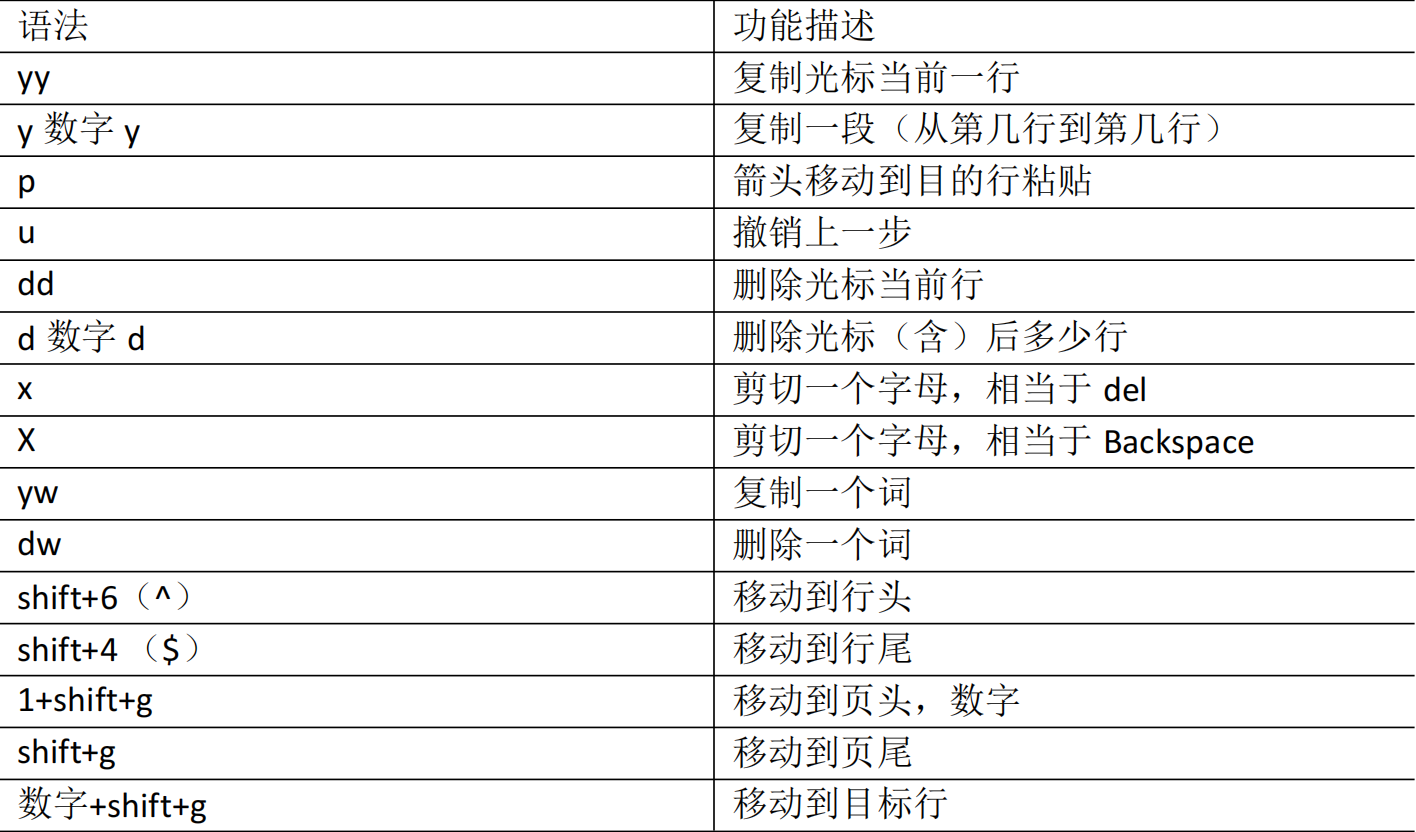 语法 功能描述
yy 复制光标当前一行
y 数字 y 复制一段（从第几行到第几行）
p 箭头移动到目的行粘贴
u 撤销上一步
dd 删除光标当前行
d 数字 d 删除光标（含）后多少行
x 剪切一个字母，相当于 del
X 剪切一个字母，相当于 Backspace
yw 复制一个词
dw 删除一个词
shift+6（^） 移动到行头
shift+4 （$） 移动到行尾
1+shift+g 移动到页头，数字
shift+g 移动到页尾
数字+shift+g 移动到目标行